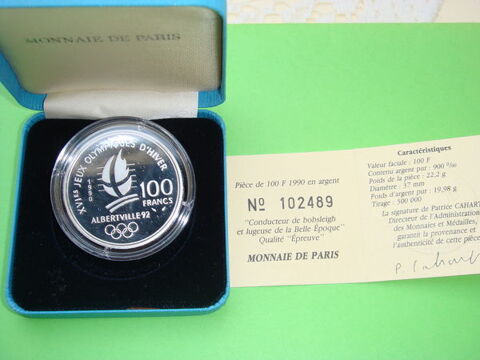 MONNAIE DE PARIS
XVIes JEUX OLYMPIQUES D'HIVER
1990
100
FRANCS
ALBERTVILLE 92
Pièce de 100 F 1990 en argent
No 102489
"Conducteur de bobsleigh
et lugeuse de la Belle Époque"
Qualité "Épreuve"
MONNAIE DE PARIS
Caractéristiques
Valeur faciale : 100 F
Contenu argent pur : 900 0/00
Poids de la pièce : 22,2 g
Diamètre : 37 mm
Poids d'argent pur : 19,98 g
Tirage : 500 000
La signature de Patrice CAHART
Directeur de l'Administration
des Monnaies et Médailles,
garantit la provenance et
l'authenticité de cette pièce
P. Cahart